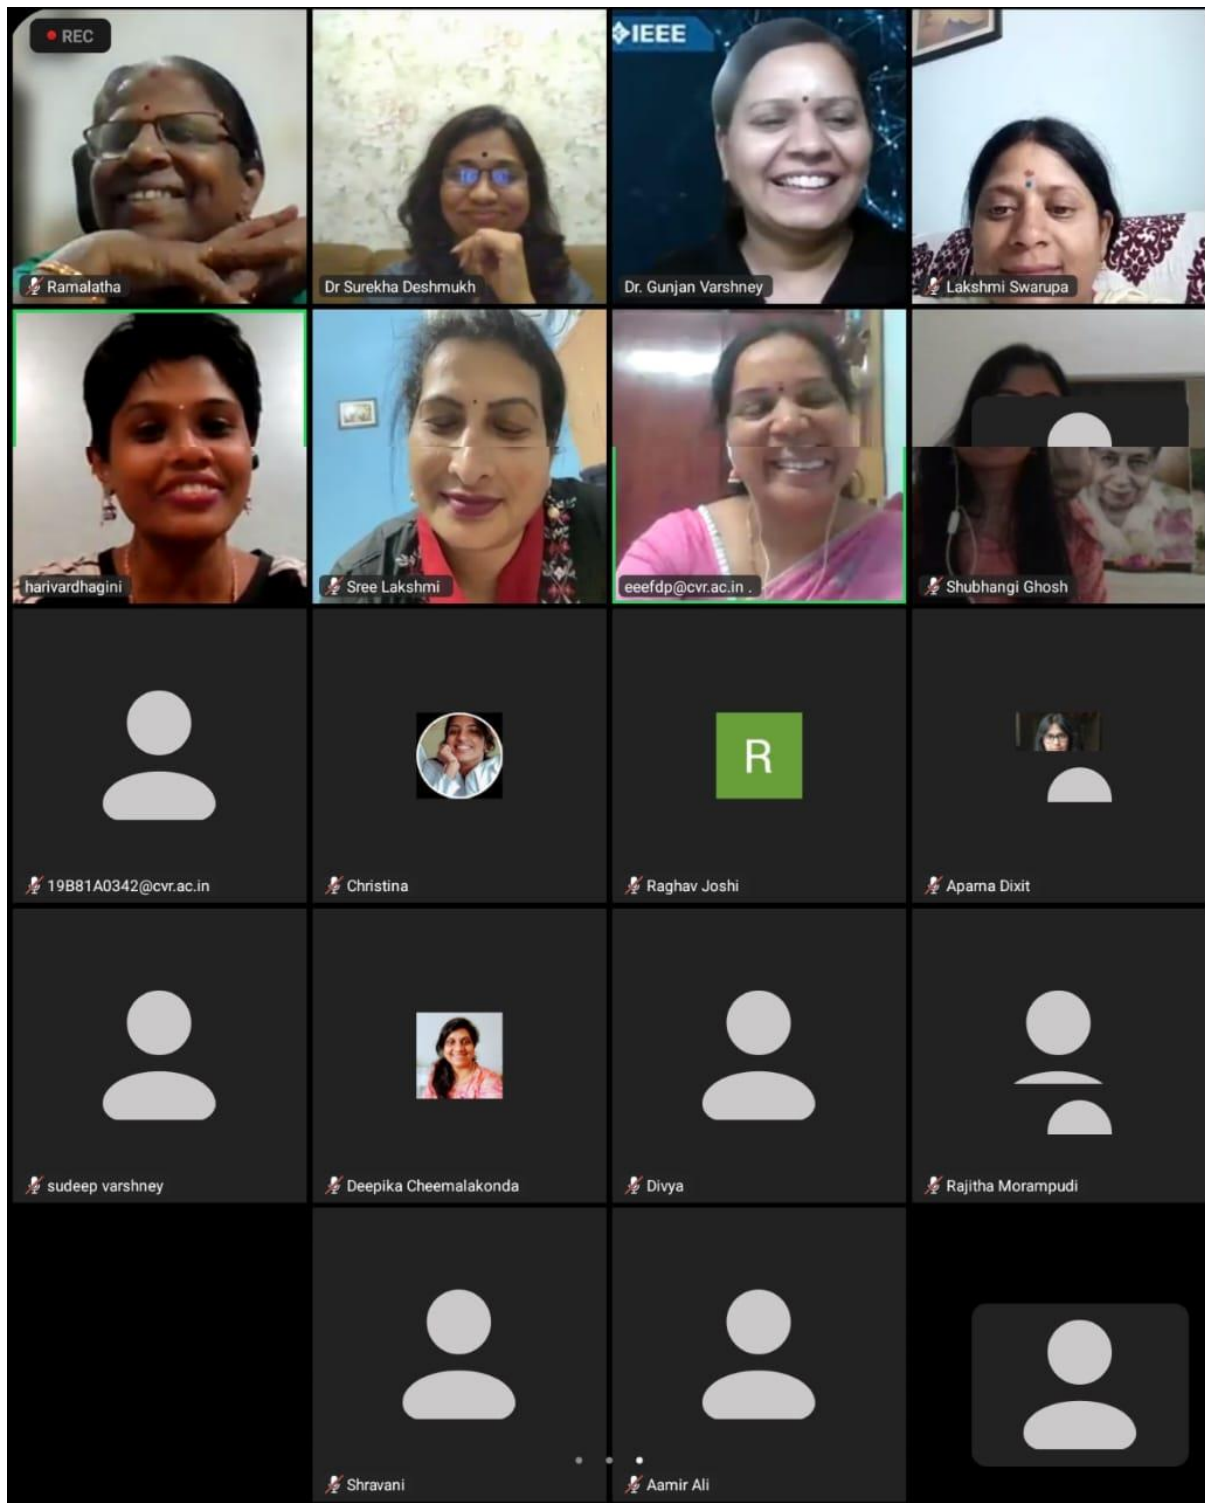 REC
IEEE
Ramalatha
Dr Surekha Deshmukh
Dr. Gunjan Varshney
Lakshmi Swarupa
harivardhagini
Sree Lakshmi
eeefdp@cvr.ac.in .
Shubhangi Ghosh
R
19B81A0342@cvr.ac.in
Christina
Raghav Joshi
Aparna Dixit
sudeep varshney
Deepika Cheemalakonda
Divya
Rajitha Morampudi
Shravani
Aamir Ali